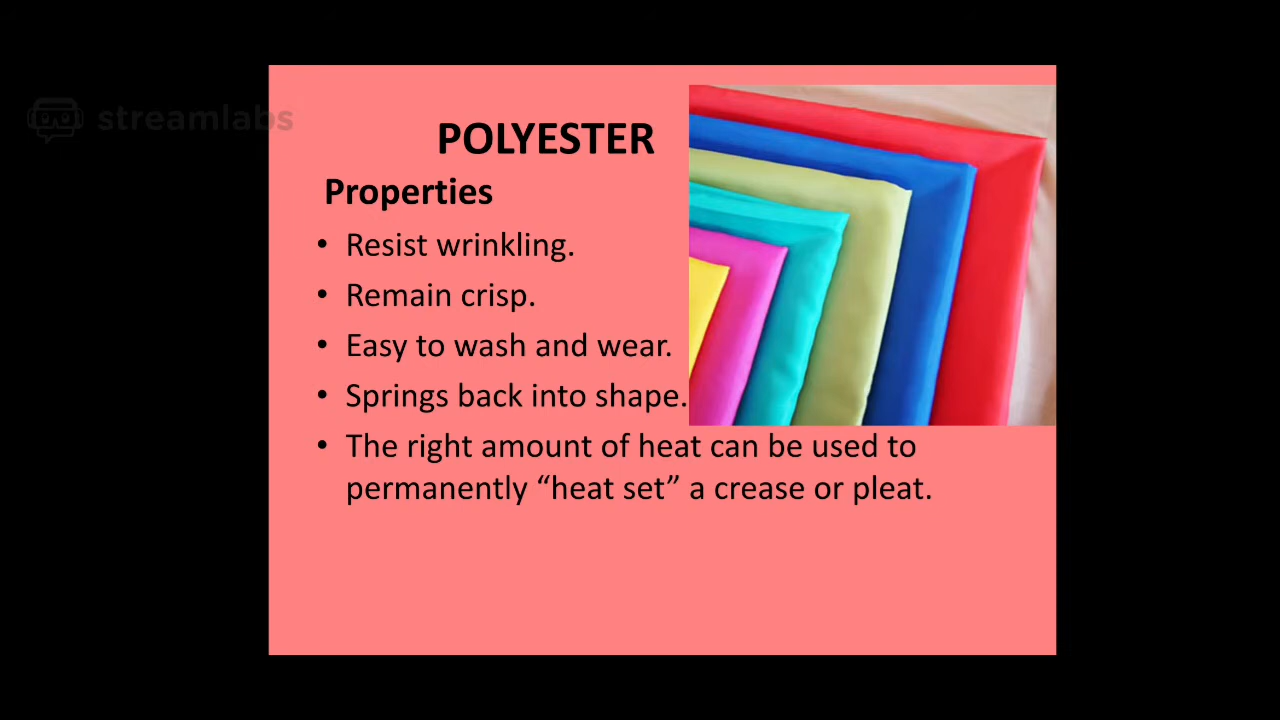 streamlabs
POLYESTER
Properties
• Resist wrinkling.
• Remain crisp.
• Easy to wash and wear.
• Springs back into shape.
• The right amount of heat can be used to
permanently “heat set” a crease or pleat.